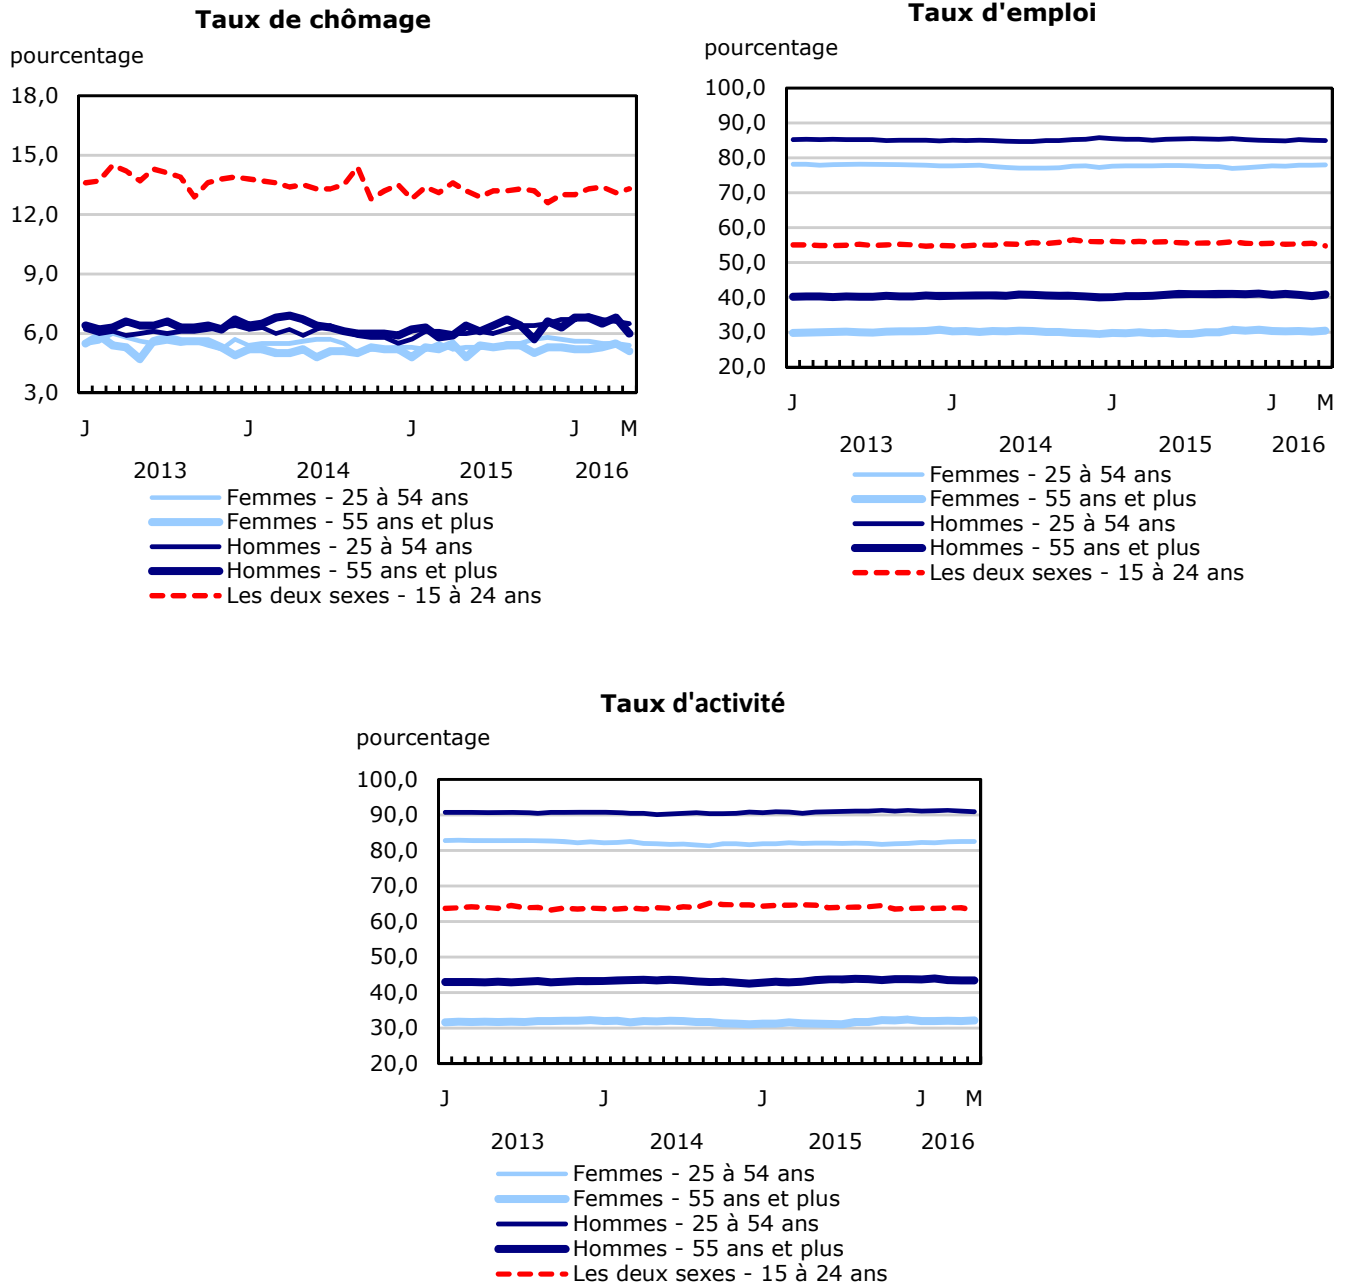 Taux de chômage
pourcentage
18,0
15,0
12,0
9,0
6,0
3,0
J J J J M
2013 2014 2015 2016
Femmes - 25 à 54 ans
Femmes - 55 ans et plus
Hommes - 25 à 54 ans
Hommes - 55 ans et plus
Les deux sexes - 15 à 24 ans
Taux d'emploi
pourcentage
100,0
90,0
80,0
70,0
60,0
50,0
40,0
30,0
20,0
J J J J M
2013 2014 2015 2016
Femmes - 25 à 54 ans
Femmes - 55 ans et plus
Hommes - 25 à 54 ans
Hommes - 55 ans et plus
Les deux sexes - 15 à 24 ans
Taux d'activité
pourcentage
100,0
90,0
80,0
70,0
60,0
50,0
40,0
30,0
20,0
J J J J M
2013 2014 2015 2016
Femmes - 25 à 54 ans
Femmes - 55 ans et plus
Hommes - 25 à 54 ans
Hommes - 55 ans et plus
Les deux sexes - 15 à 24 ans